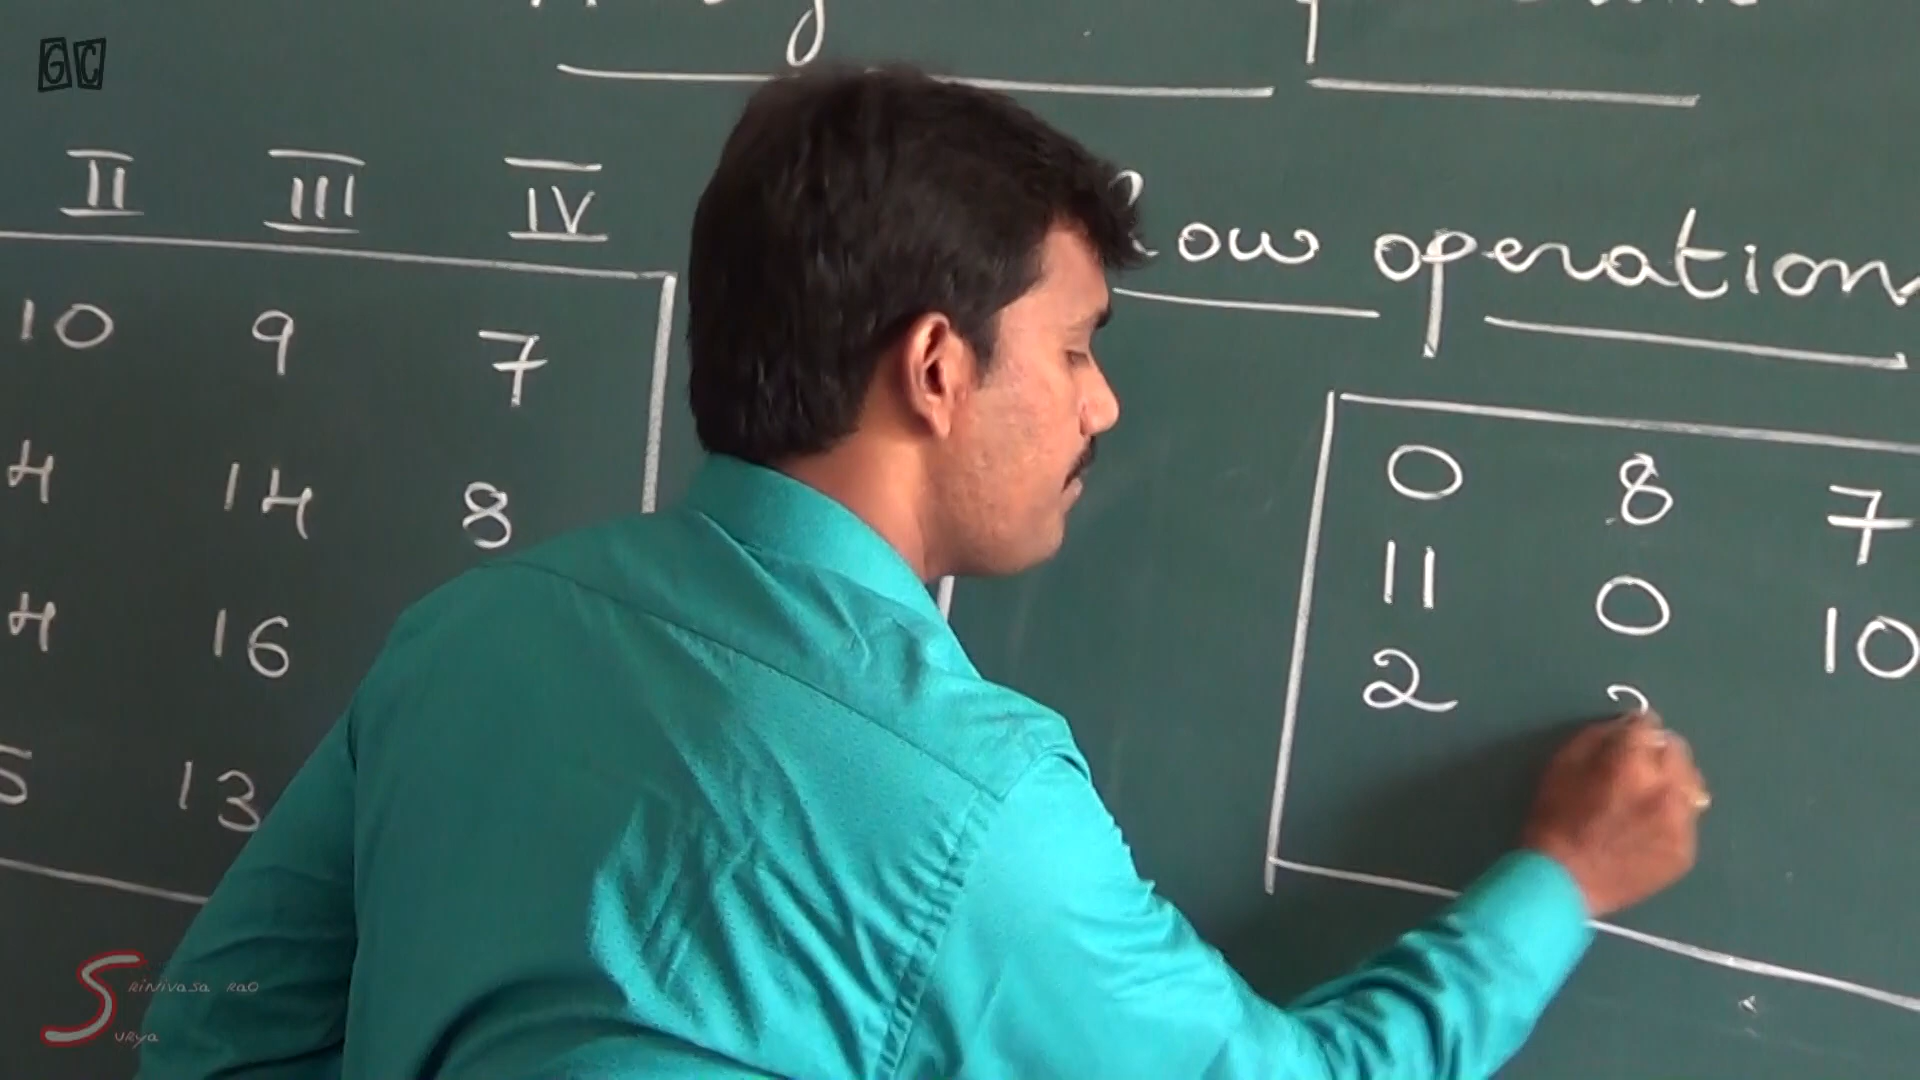 GC
II III IV
ow operation
10 9 7
0 8 7
4 14 8
11 0 10
4 16
2
5 13
Srinivasa Rao
Surya